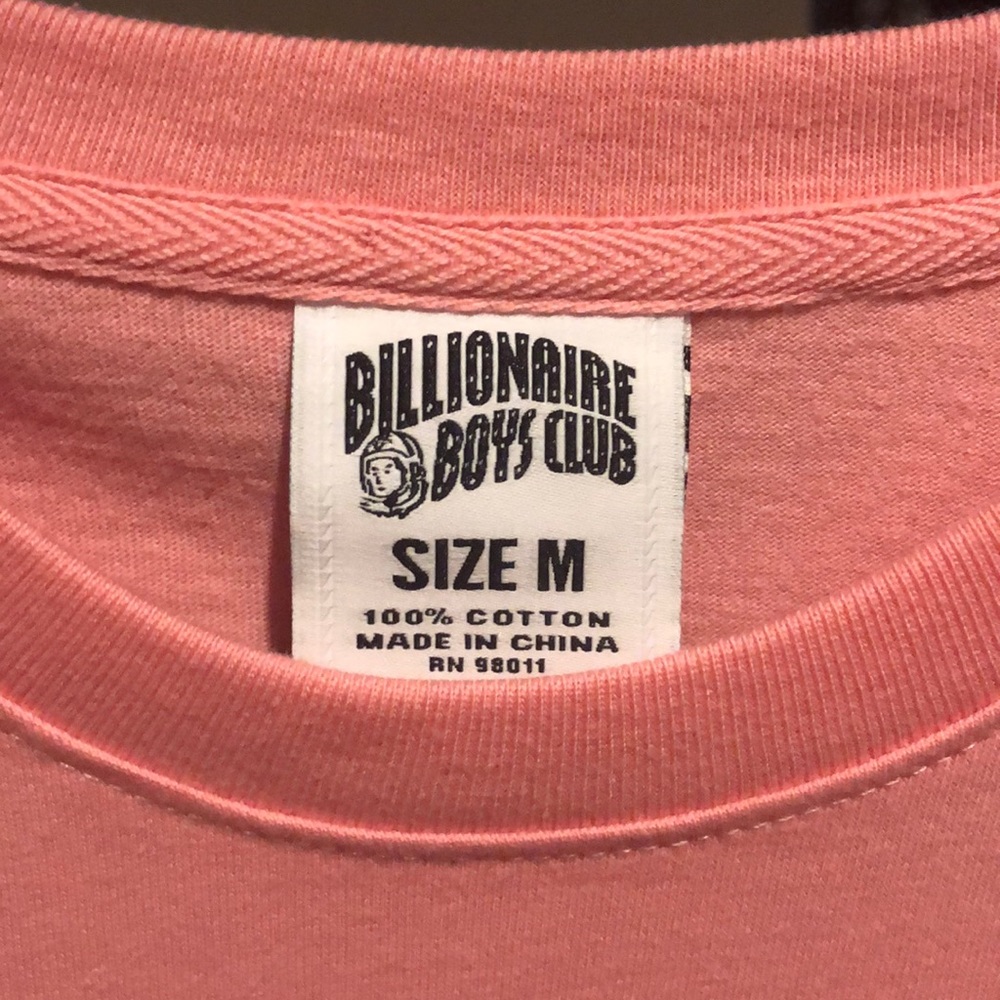 BILLIONAIRE
BOYS CLUB
SIZE M
100% COTTON
MADE IN CHINA
RN 98011